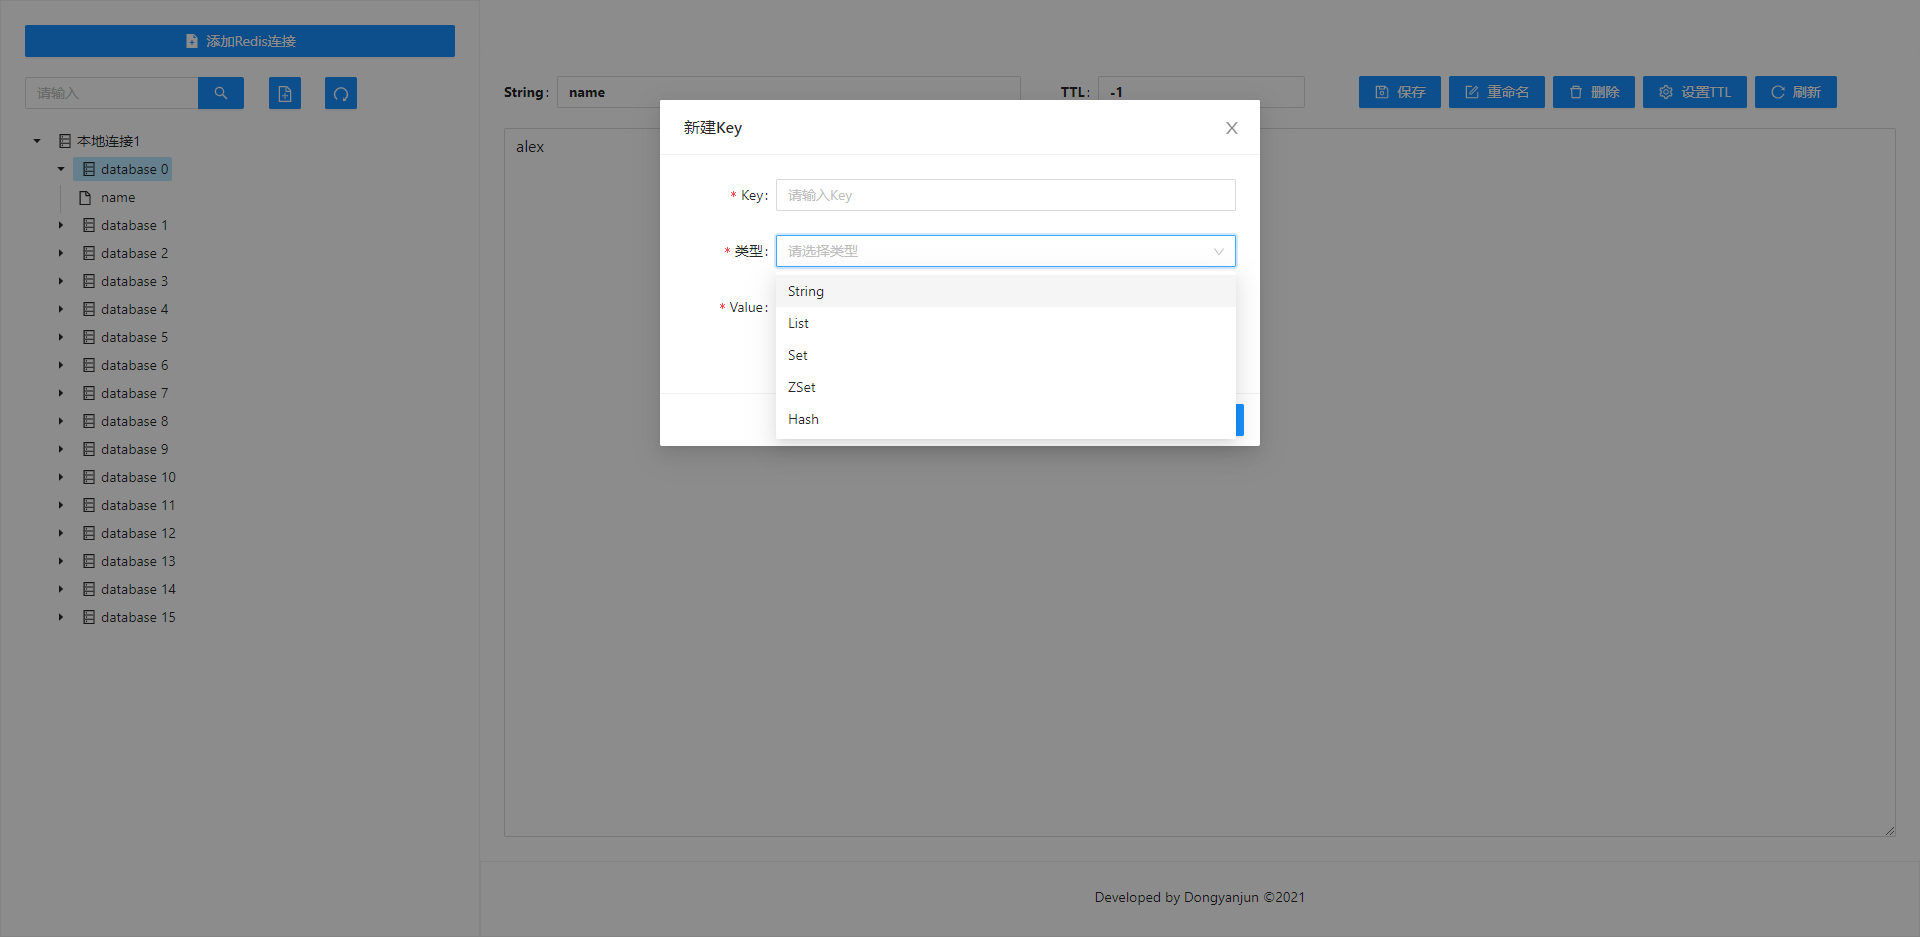 添加Redis连接
请输入
本地连接1
database 0
name
database 1
database 2
database 3
database 4
database 5
database 6
database 7
database 8
database 9
database 10
database 11
database 12
database 13
database 14
database 15
String: name TTL: -1 保存 重命名 删除 设置TTL 刷新
alex
新建Key
* Key: 请输入Key
* 类型: 请选择类型
* Value:
String
List
Set
ZSet
Hash
Developed by Dongyanjun ©2021